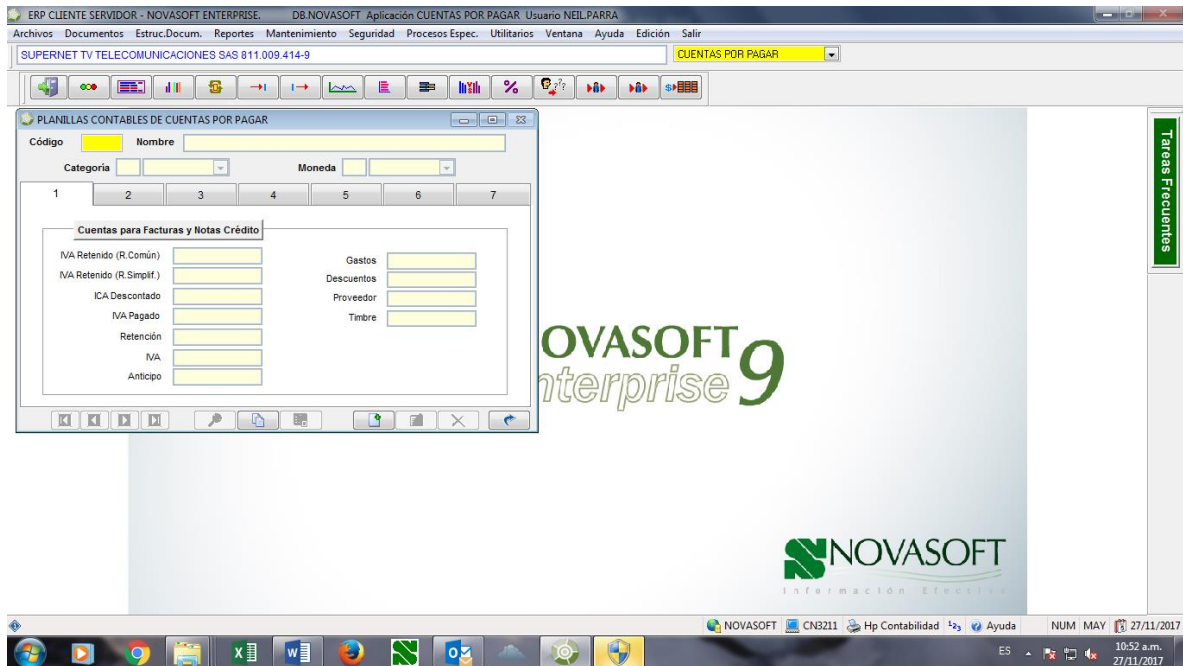 ERP CLIENTE SERVIDOR - NOVASOFT ENTERPRISE. DB.NOVASOFT Aplicación CUENTAS POR PAGAR Usuario NEIL.PARRA
Archivos Documentos Estruc.Docum. Reportes Mantenimiento Seguridad Procesos Espec. Utilitarios Ventana Ayuda Edición Salir
SUPERNET TV TELECOMUNICACIONES SAS 811.009.414-9 CUENTAS POR PAGAR
PLANILLAS CONTABLES DE CUENTAS POR PAGAR
Código Nombre
Categoria Moneda
1 2 3 4 5 6 7
Cuentas para Facturas y Notas Crédito
IVA Retenido (R.Común) Gastos
IVA Retenido (R.Simplif.) Descuentos
ICA Descontado Proveedor
IVA Pagado Timbre
Retención
IVA
Anticipo
Tareas Frecuentes
OVASOFT 9
nterprise
NOVASOFT
Información Efectiva
NOVASOFT CN3211 Hp Contabilidad 123 Ayuda NUM MAY 27/11/2017
ES 10:52 a.m.
27/11/2017